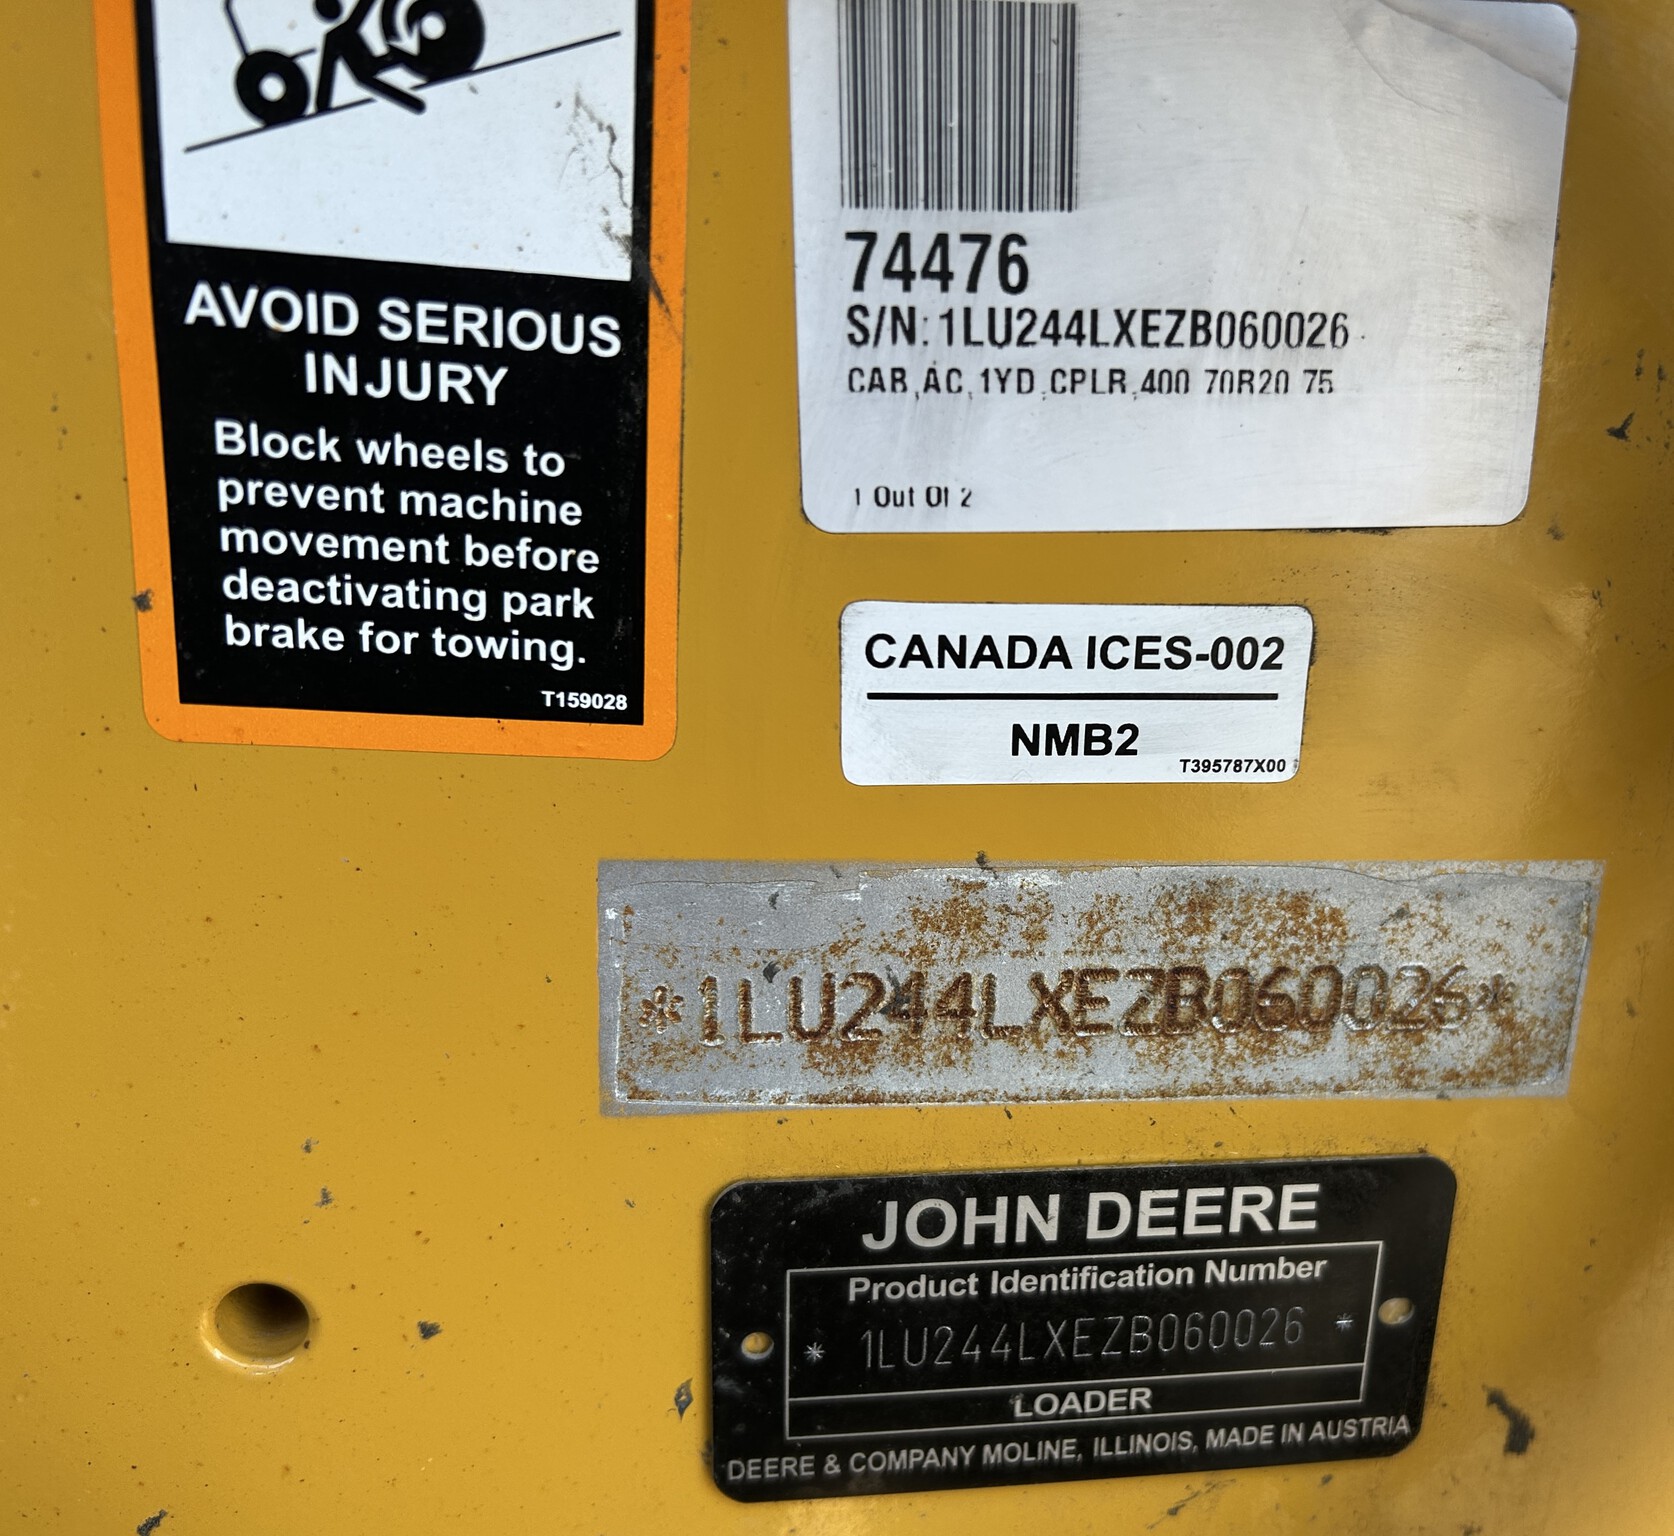 AVOID SERIOUS
INJURY
Block wheels to
prevent machine
movement before
deactivating park
brake for towing.
T159028
74476
S/N: 1LU244LXEZB060026
CAB,AC,1YD,CPLR,400 70R20 75
1 Out Of 2
CANADA ICES-002
NMB2
T395787X00
*1LU244LXEZB060026*
JOHN DEERE
Product Identification Number
* 1LU244LXEZB060026 *
LOADER
DEERE & COMPANY MOLINE, ILLINOIS, MADE IN AUSTRIA